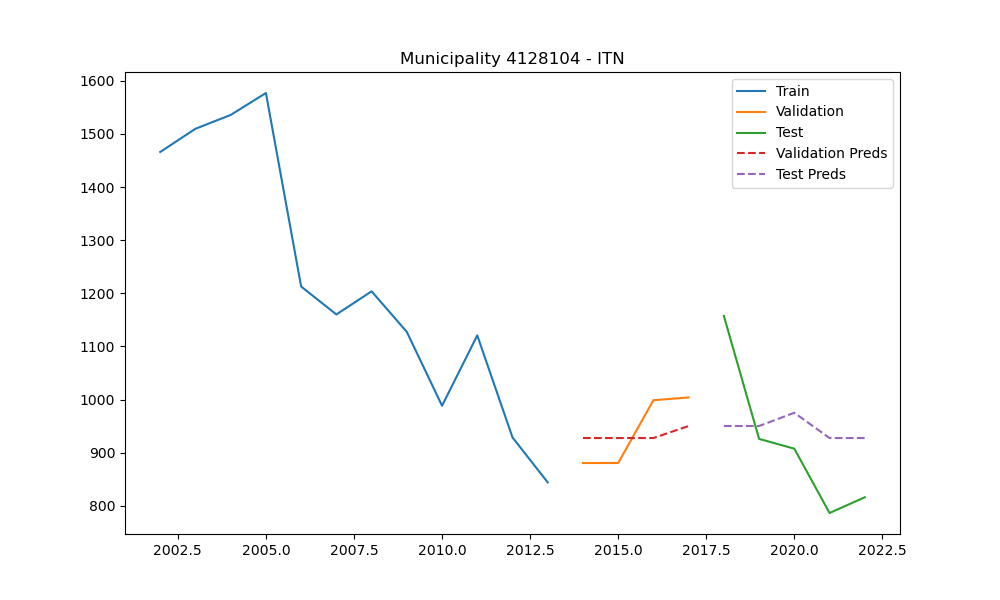 Municipality 4128104 - ITN
1600
1500
1400
1300
1200
1100
1000
900
800
2002.5 2005.0 2007.5 2010.0 2012.5 2015.0 2017.5 2020.0 2022.5
Train
Validation
Test
Validation Preds
Test Preds